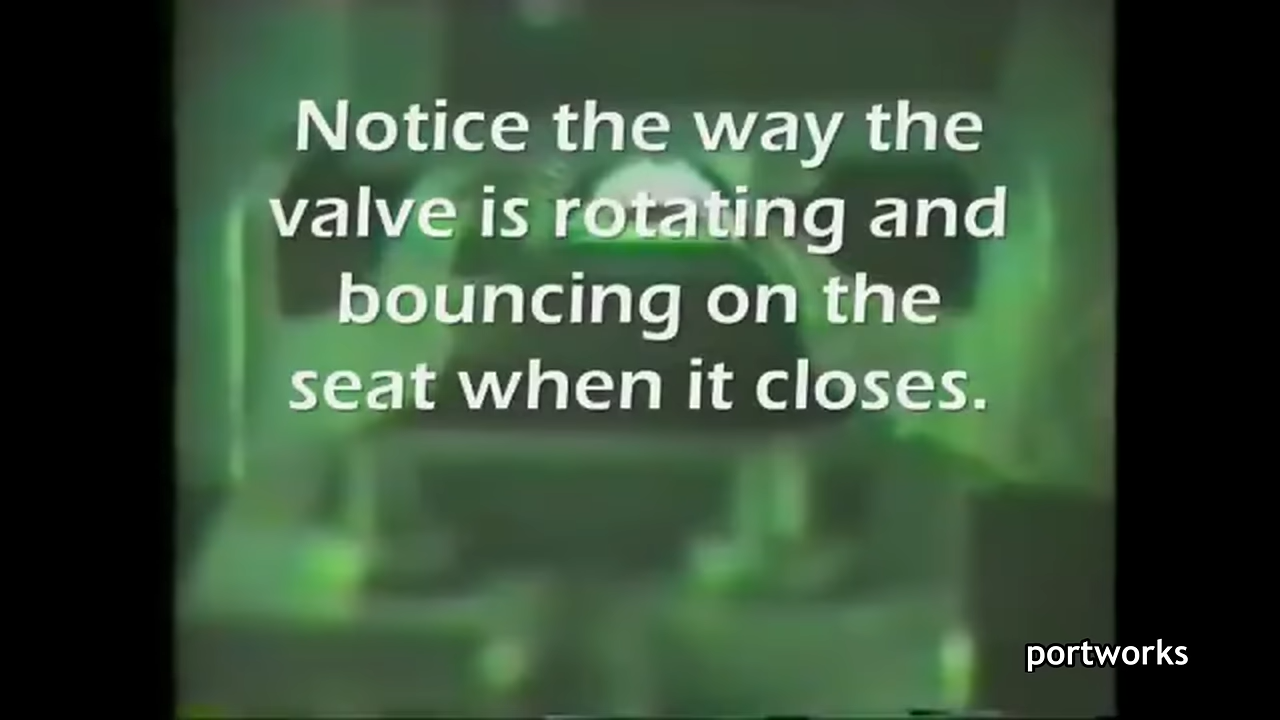 Notice the way the
valve is rotating and
bouncing on the
seat when it closes.
portworks